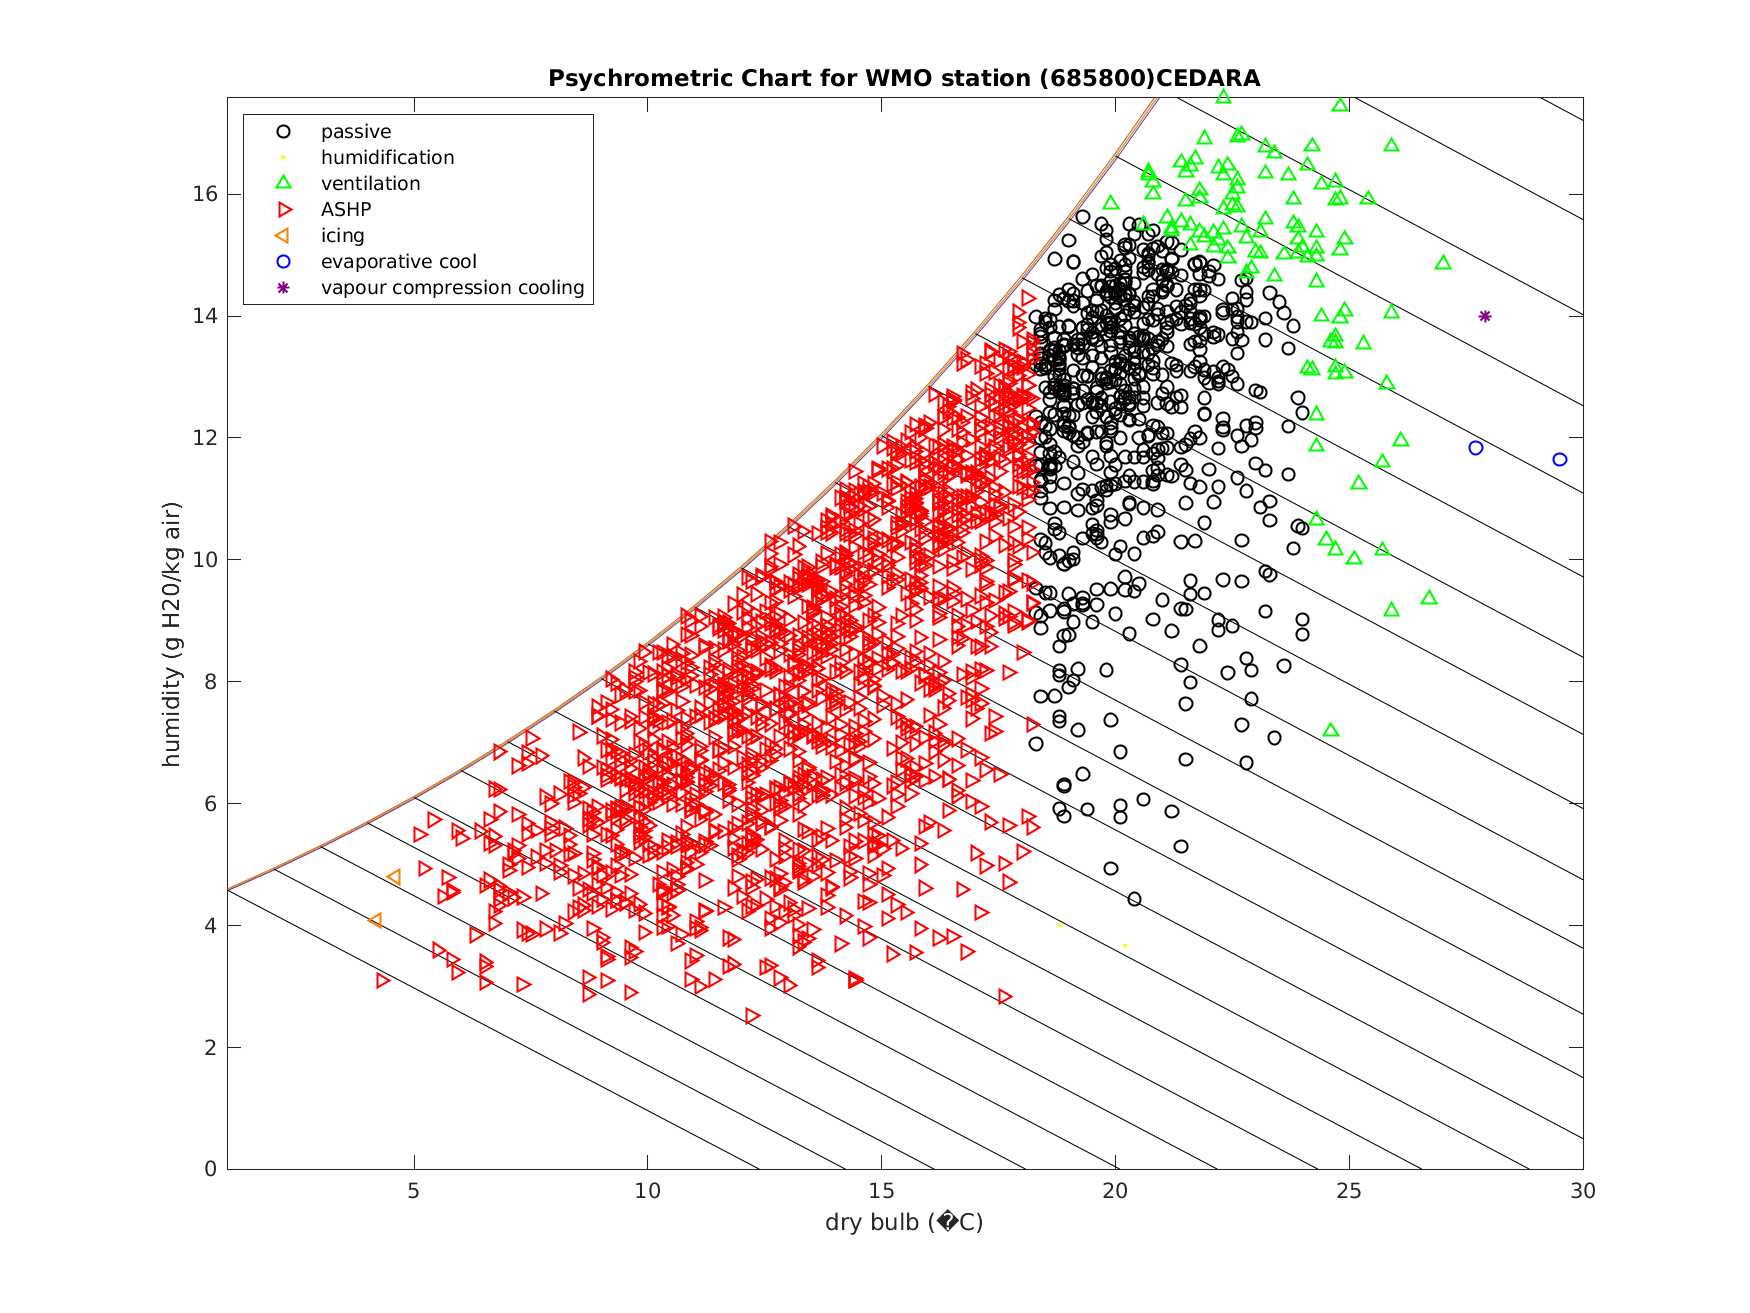 Psychrometric Chart for WMO station (685800)CEDARA
passive
humidification
ventilation
ASHP
icing
evaporative cool
vapour compression cooling
humidity (g H20/kg air)
16
14
12
10
8
6
4
2
0
5
10
15
20
25
30
dry bulb (�C)